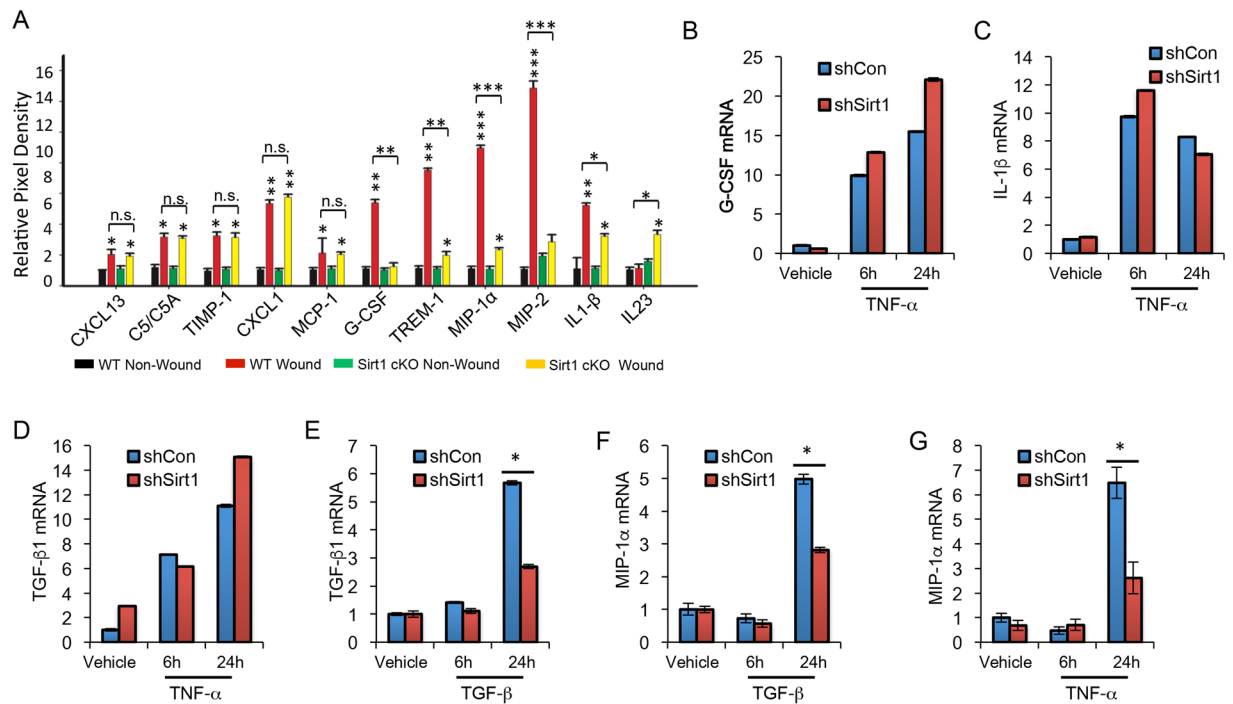 A
Relative Pixel Density
16
14
12
10
8
6
4
2
0
n.s.
n.s.
n.s.
n.s.
n.s.
**
**
***
***
*
*
* * * * * * ** ** * * ** ** * *** * *** ** * *
CXCL13 C5/C5A TIMP-1 CXCL1 MCP-1 G-CSF TREM-1 MIP-1α MIP-2 IL1-β IL23
WT Non-Wound WT Wound Sirt1 cKO Non-Wound Sirt1 cKO Wound
B
G-CSF mRNA
25
20
15
10
5
0
shCon
shSirt1
Vehicle 6h 24h
TNF-α
C
IL-1β mRNA
14
12
10
8
6
4
2
0
shCon
shSirt1
Vehicle 6h 24h
TNF-α
D
TGF-β1 mRNA
16
14
12
10
8
6
4
2
0
shCon
shSirt1
Vehicle 6h 24h
TNF-α
E
TGF-β1 mRNA
7
6
5
4
3
2
1
0
shCon
shSirt1
*
Vehicle 6h 24h
TGF-β
F
MIP-1α mRNA
6
5
4
3
2
1
0
shCon
shSirt1
*
Vehicle 6h 24h
TGF-β
G
MIP-1α mRNA
8
7
6
5
4
3
2
1
0
shCon
shSirt1
*
Vehicle 6h 24h
TNF-α